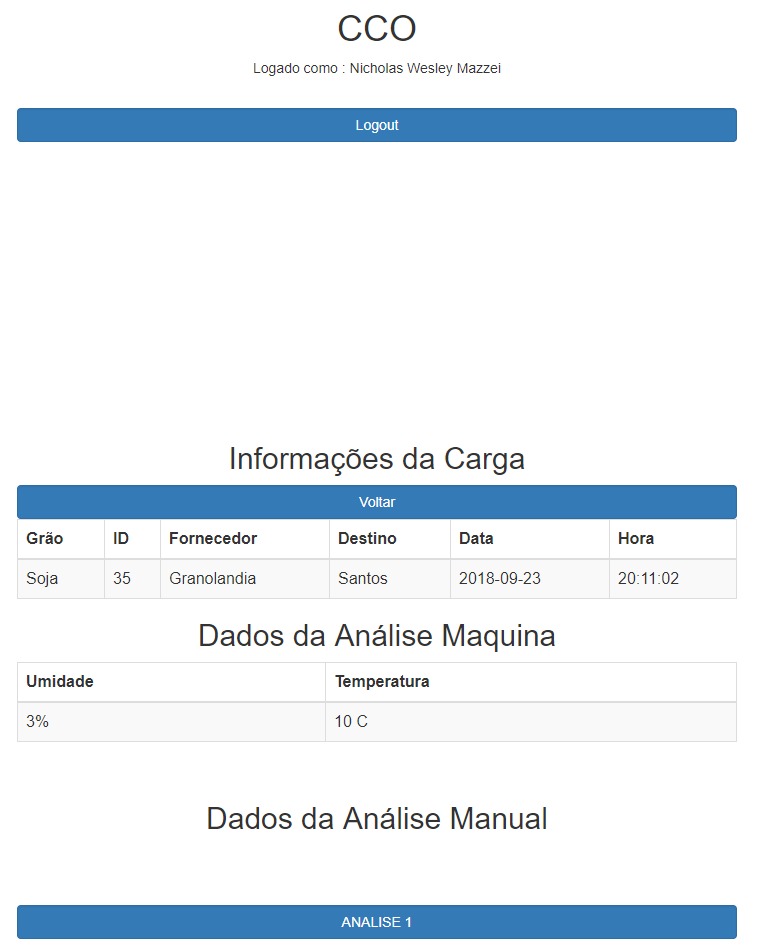 CCO
Logado como : Nicholas Wesley Mazzei
Logout
Informações da Carga
Voltar
Grão ID Fornecedor Destino Data Hora
Soja 35 Granolandia Santos 2018-09-23 20:11:02
Dados da Análise Maquina
Umidade Temperatura
3% 10 C
Dados da Análise Manual
ANALISE 1